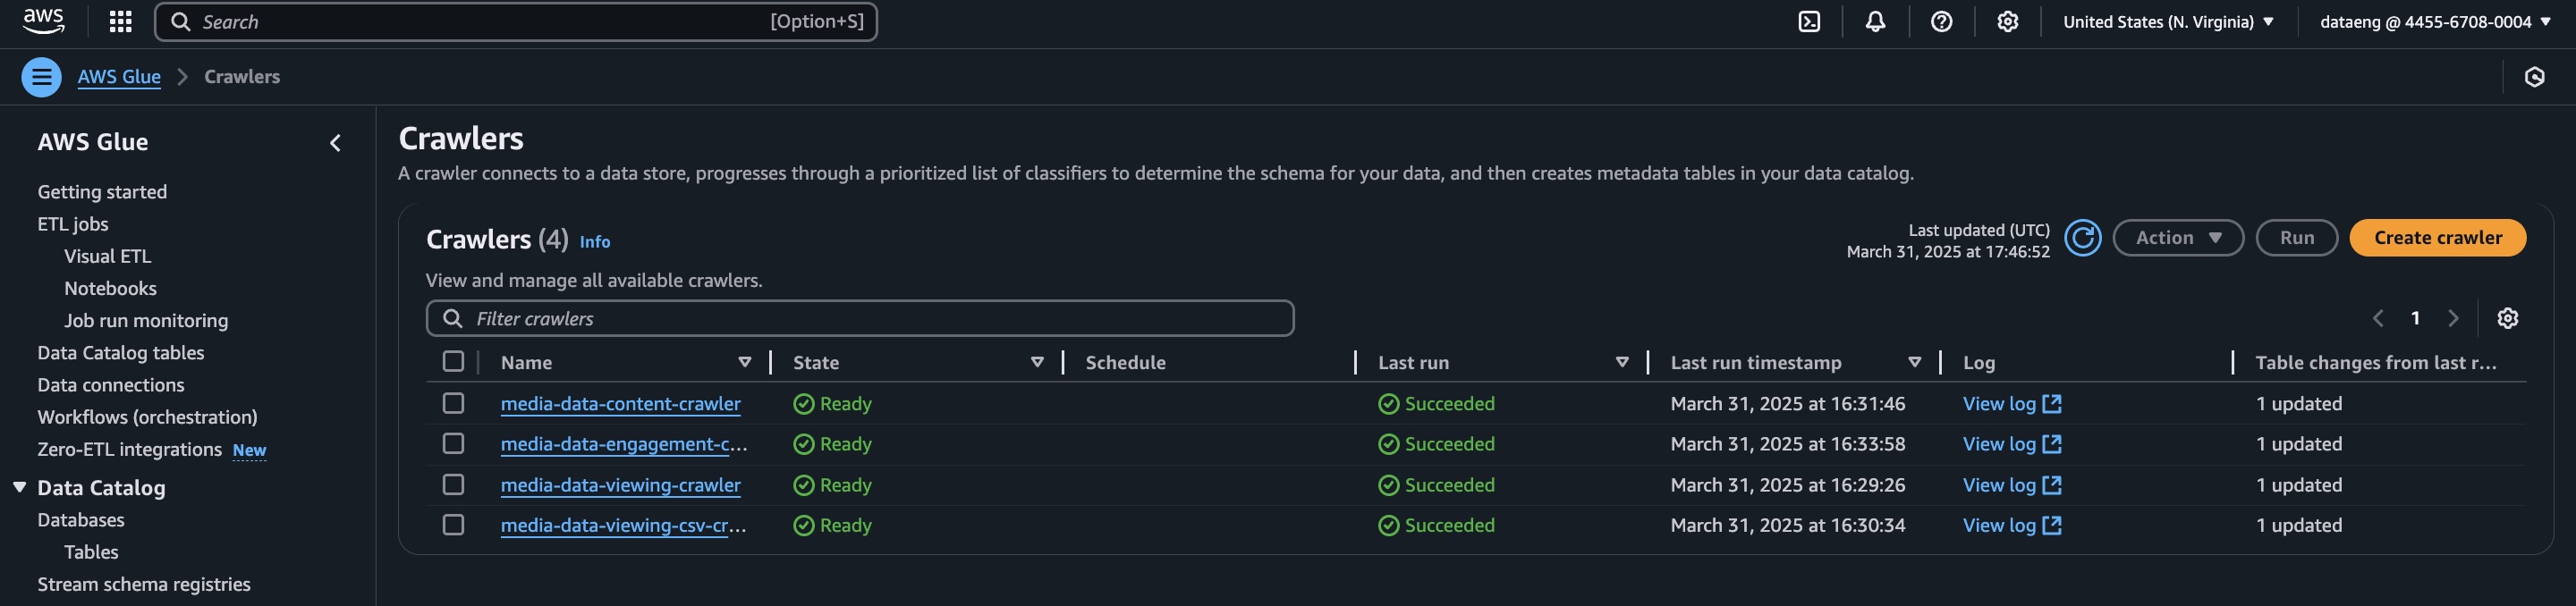 aws
Search [Option+S]
United States (N. Virginia)
dataeng @ 4455-6708-0004
AWS Glue
Crawlers
AWS Glue
Getting started
ETL jobs
Visual ETL
Notebooks
Job run monitoring
Data Catalog tables
Data connections
Workflows (orchestration)
Zero-ETL integrations New
Data Catalog
Databases
Tables
Stream schema registries
Crawlers
A crawler connects to a data store, progresses through a prioritized list of classifiers to determine the schema for your data, and then creates metadata tables in your data catalog.
Crawlers (4) Info
Last updated (UTC)
March 31, 2025 at 17:46:52
Action
Run
Create crawler
View and manage all available crawlers.
Filter crawlers
1
Name State Schedule Last run Last run timestamp Log Table changes from last r...
media-data-content-crawler Ready Succeeded March 31, 2025 at 16:31:46 View log 1 updated
media-data-engagement-c... Ready Succeeded March 31, 2025 at 16:33:58 View log 1 updated
media-data-viewing-crawler Ready Succeeded March 31, 2025 at 16:29:26 View log 1 updated
media-data-viewing-csv-cr... Ready Succeeded March 31, 2025 at 16:30:34 View log 1 updated